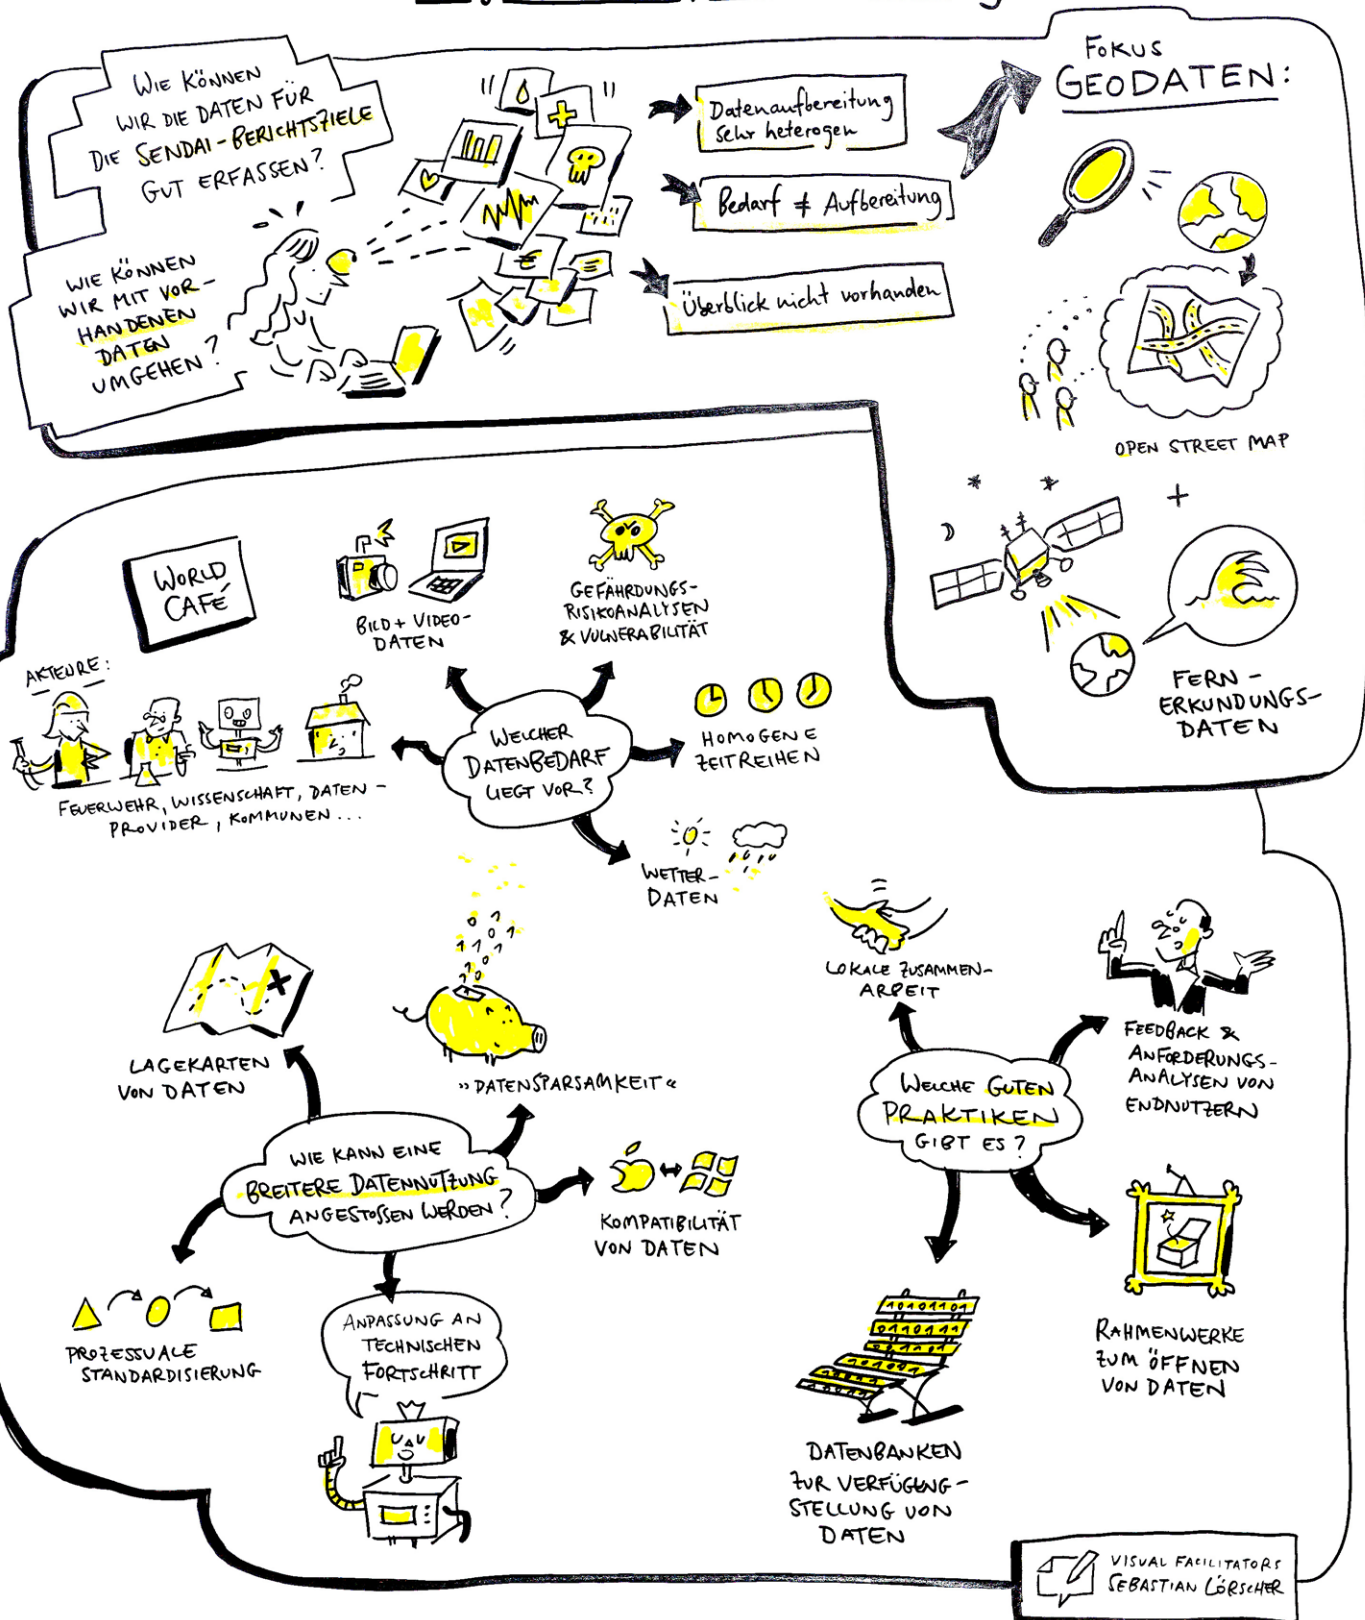 WIE KÖNNEN
WIR DIE DATEN FÜR
DIE SENDAI-BERICHTSZIELE
GUT ERFASSEN?
WIE KÖNNEN
WIR MIT VOR-
HANDENEN
DATEN
UMGEHEN?
€
Datenaufbereitung
sehr heterogen
Bedarf ≠ Aufbereitung
Überblick nicht vorhanden
FOKUS
GEODATEN:
OPEN STREET MAP
+
FERN-
ERKUNDUNGS-
DATEN
WORLD
CAFÉ
AKTEURE:
FEUERWEHR, WISSENSCHAFT, DATEN-
PROVIDER, KOMMUNEN...
BILD + VIDEO-
DATEN
GEFÄHRDUNGS-
RISIKOANALYSEN
& VULNERABILITÄT
WELCHER
DATENBEDARF
LIEGT VOR?
HOMOGENE
ZEITREIHEN
WETTER-
DATEN
LAGEKARTEN
VON DATEN
»DATENSPARSAMKEIT«
WIE KANN EINE
BREITERE DATENNUTZUNG
ANGESTOSSEN WERDEN?
KOMPATIBILITÄT
VON DATEN
PROZESSUALE
STANDARDISIERUNG
ANPASSUNG AN
TECHNISCHEN
FORTSCHRITT
LOKALE ZUSAMMEN-
ARBEIT
FEEDBACK &
ANFORDERUNGS-
ANALYSEN VON
ENDNUTZERN
WELCHE GUTEN
PRAKTIKEN
GIBT ES?
RAHMENWERKE
ZUM ÖFFNEN
VON DATEN
DATENBANKEN
ZUR VERFÜGUNG-
STELLUNG VON
DATEN
VISUAL FACILITATORS
SEBASTIAN LÖRSCHER